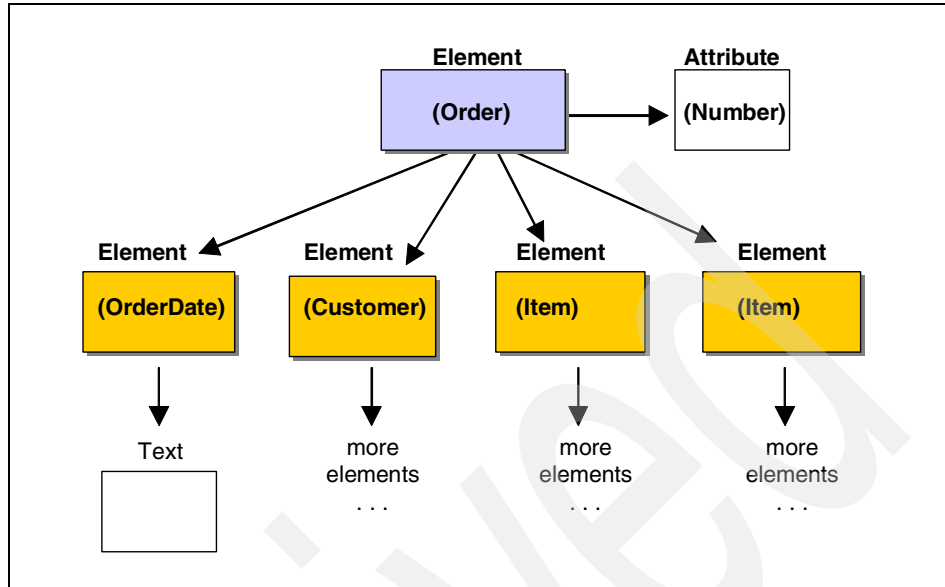 Element
Attribute
(Order)
(Number)
Element
Element
Element
Element
(OrderDate)
(Customer)
(Item)
(Item)
Text
more
elements
. . .
more
elements
. . .
more
elements
. . .